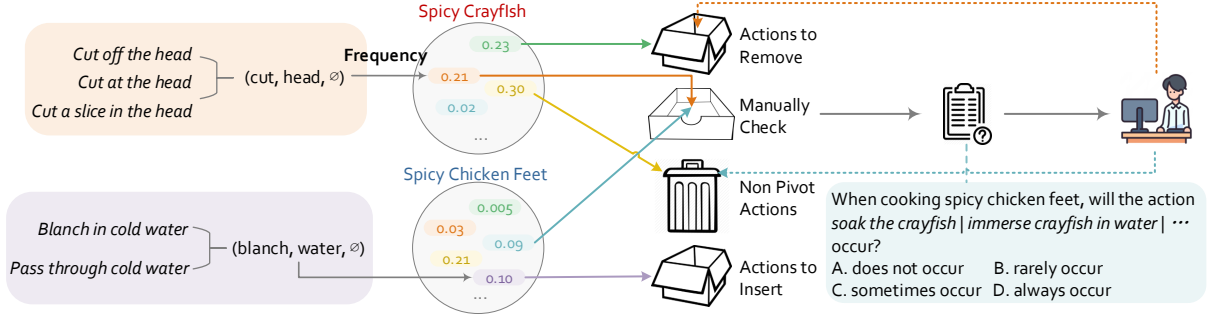 Cut off the head
Cut at the head
Cut a slice in the head
(cut, head, ∅)
Frequency
Spicy Crayfish
0.23
0.21
0.30
0.02
...
Actions to
Remove
Manually
Check
Blanch in cold water
Pass through cold water
(blanch, water, ∅)
Spicy Chicken Feet
0.005
0.03
0.09
0.21
0.10
...
Non Pivot
Actions
Actions to
Insert
?
When cooking spicy chicken feet, will the action
soak the crayfish | immerse crayfish in water | ⋯
occur?
A. does not occur B. rarely occur
C. sometimes occur D. always occur